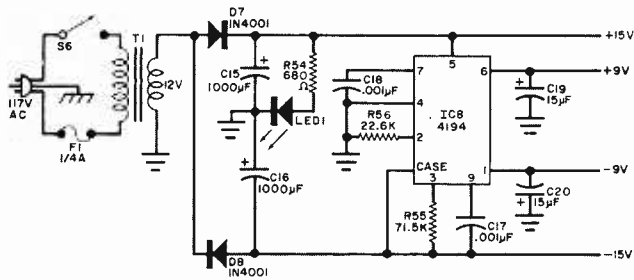 D7
1N4001
S6
T1
12V
117V
AC
F1
1/4A
C15
1000μF
R54
680
Ω
LED1
C16
1000μF
D8
1N4001
C18
.001μF
R56
22.6K
7
4
2
5
6
IC8
4194
CASE
3
9
1
R55
71.5K
C17
.001μF
C19
15μF
C20
15μF
+15V
+9V
-9V
-15V
+
+
+
+